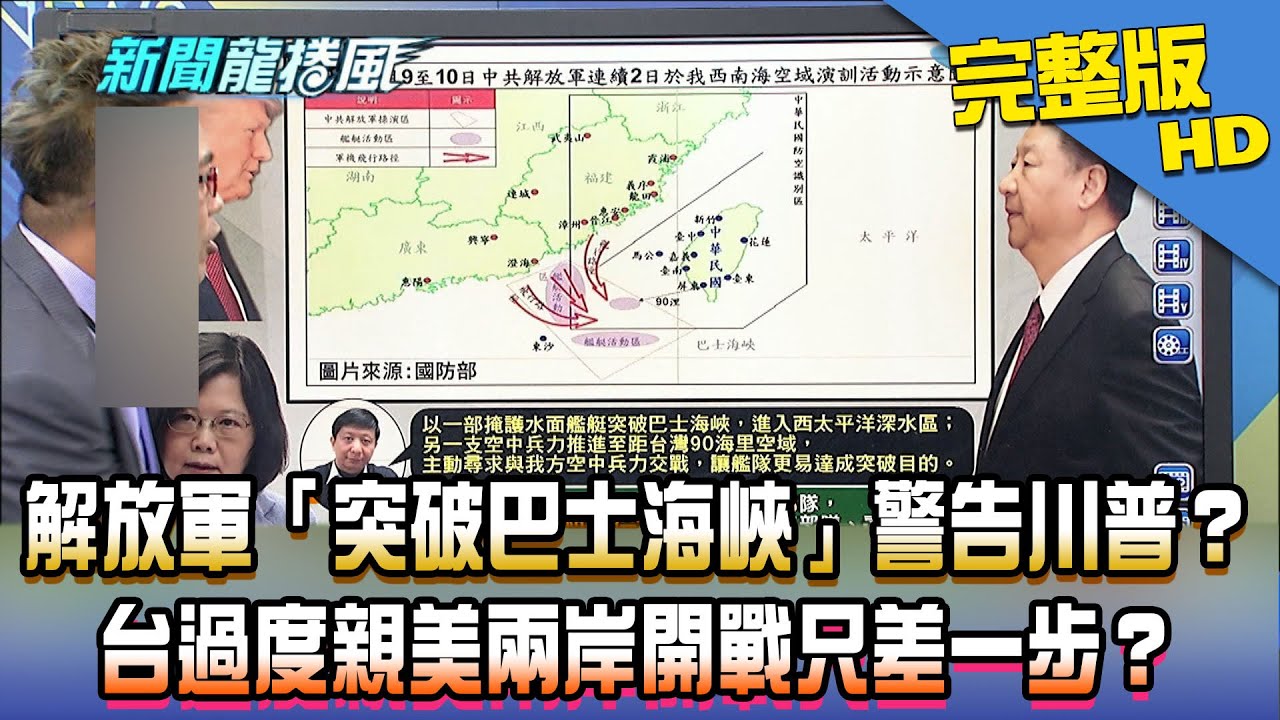 新聞龍捲風
完整版
HD
9至10日中共解放軍連續2日於我西南海空域演訓活動示意
說明 圖示
中共解放軍操演區
艦艇活動區
軍機飛行路徑
中華民國防空識別區
浙江
江西
武夷山
霞浦
湖南
福建
義序
龍田
連城
惠安
漳州
晉江
新竹
廣東
興寧
臺中
花蓮
馬公
嘉義
中華民國
太平洋
澄海
臺南
惠陽
屏東
臺東
90浬
東沙
艦艇活動區
巴士海峽
圖片來源:國防部
以一部掩護水面艦艇突破巴士海峽，進入西太平洋深水區；
另一支空中兵力推進至距台灣90海里空域，
主動尋求與我方空中兵力交戰，讓艦隊更易達成突破目的。
隊，
解放軍「突破巴士海峽」警告川普？
台過度親美兩岸開戰只差一步？